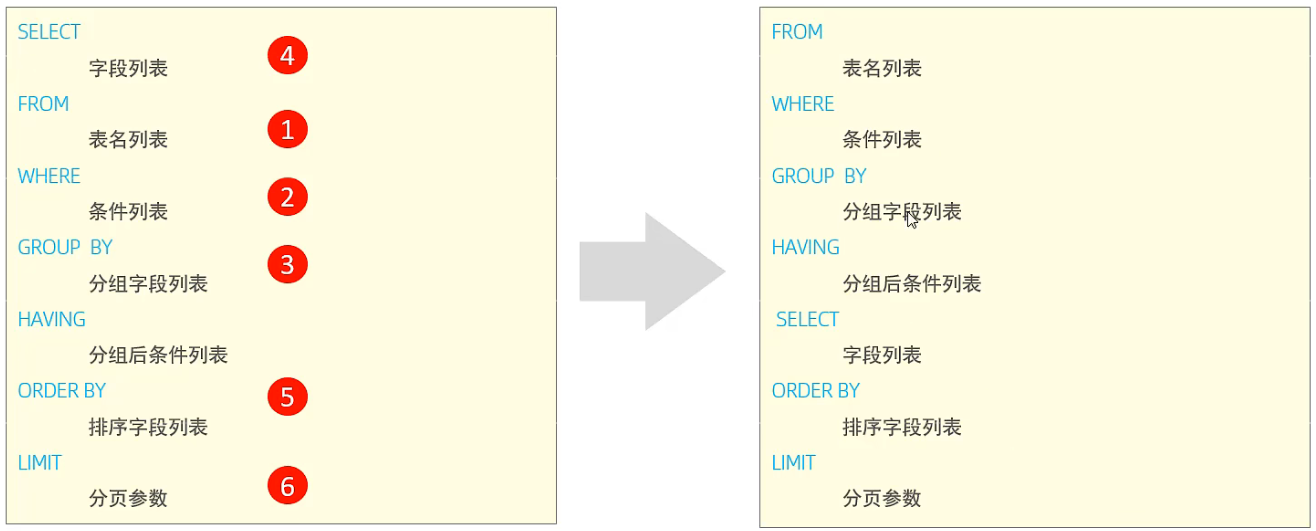 SELECT
字段列表
4
FROM
表名列表
1
WHERE
条件列表
2
GROUP BY
分组字段列表
3
HAVING
分组后条件列表
ORDER BY
排序字段列表
5
LIMIT
分页参数
6
FROM
表名列表
WHERE
条件列表
GROUP BY
分组字段列表
HAVING
分组后条件列表
SELECT
字段列表
ORDER BY
排序字段列表
LIMIT
分页参数